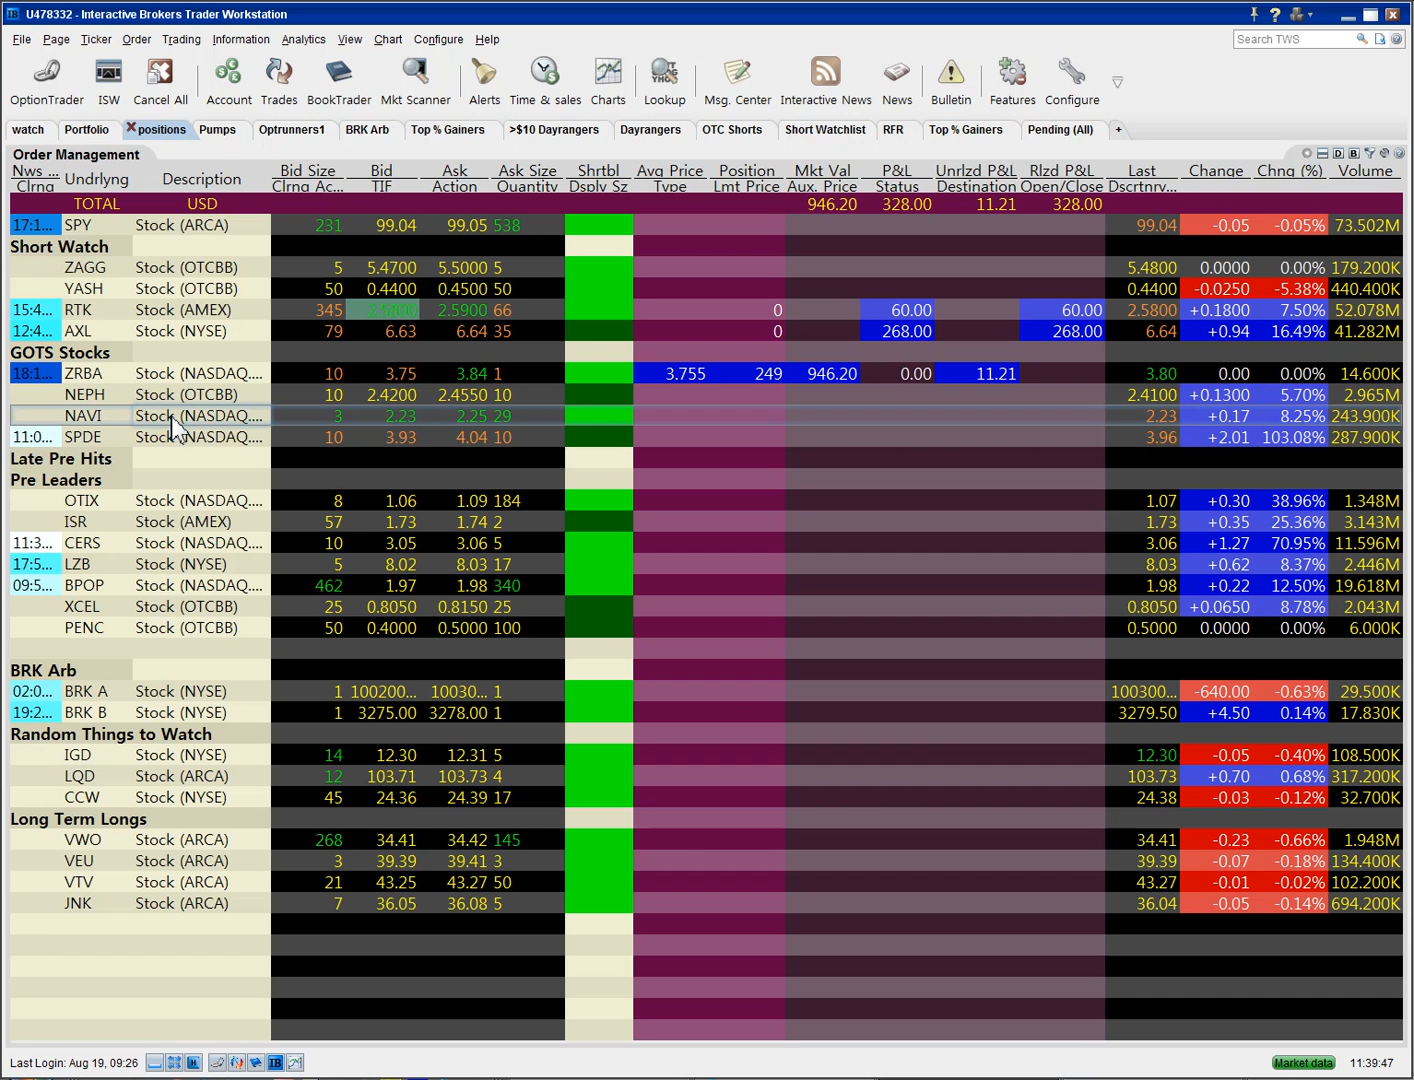 U478332 - Interactive Brokers Trader Workstation
File Page Ticker Order Trading Information Analytics View Chart Configure Help Search TWS
OptionTrader ISW Cancel All Account Trades BookTrader Mkt Scanner Alerts Time & sales Charts Lookup Msg. Center Interactive News News Bulletin Features Configure
watch Portfolio positions Pumps Optrunners1 BRK Arb Top % Gainers >$10 Dayrangers Dayrangers OTC Shorts Short Watchlist RFR Top % Gainers Pending (All) +
Order Management
Nws ... Undrlyng Description Bid Size Bid Ask Ask Size Shrtbl Avg Price Position Mkt Val P&L Unrlzd P&L Rlzd P&L Last Change Chng (%) Volume
Clrng Clrng Ac... TIF Action Quantity Dsply Sz Type Lmt Price Aux. Price Status Destination Open/Close Dscrtnry...
TOTAL USD 946.20 328.00 11.21 328.00
17:1... SPY Stock (ARCA) 231 99.04 99.05 538 99.04 -0.05 -0.05% 73.502M
Short Watch
ZAGG Stock (OTCBB) 5 5.4700 5.5000 5 5.4800 0.0000 0.00% 179.200K
YASH Stock (OTCBB) 50 0.4400 0.4500 50 0.4400 -0.0250 -5.38% 440.400K
15:4... RTK Stock (AMEX) 345 2.5900 66 0 60.00 60.00 2.5800 +0.1800 7.50% 52.078M
12:4... AXL Stock (NYSE) 79 6.63 6.64 35 0 268.00 268.00 6.64 +0.94 16.49% 41.282M
GOTS Stocks
18:1... ZRBA Stock (NASDAQ.... 10 3.75 3.84 1 3.755 249 946.20 0.00 11.21 3.80 0.00 0.00% 14.600K
NEPH Stock (OTCBB) 10 2.4200 2.4550 10 2.4100 +0.1300 5.70% 2.965M
NAVI Stock (NASDAQ.... 3 2.23 2.25 29 2.23 +0.17 8.25% 243.900K
11:0... SPDE Stock (NASDAQ.... 10 3.93 4.04 10 3.96 +2.01 103.08% 287.900K
Late Pre Hits
Pre Leaders
OTIX Stock (NASDAQ.... 8 1.06 1.09 184 1.07 +0.30 38.96% 1.348M
ISR Stock (AMEX) 57 1.73 1.74 2 1.73 +0.35 25.36% 3.143M
11:3... CERS Stock (NASDAQ.... 10 3.05 3.06 5 3.06 +1.27 70.95% 11.596M
17:5... LZB Stock (NYSE) 5 8.02 8.03 17 8.03 +0.62 8.37% 2.446M
09:5... BPOP Stock (NASDAQ.... 462 1.97 1.98 340 1.98 +0.22 12.50% 19.618M
XCEL Stock (OTCBB) 25 0.8050 0.8150 25 0.8050 +0.0650 8.78% 2.043M
PENC Stock (OTCBB) 50 0.4000 0.5000 100 0.5000 0.0000 0.00% 6.000K
BRK Arb
02:0... BRK A Stock (NYSE) 1 100200... 10030... 1 100300... -640.00 -0.63% 29.500K
19:2... BRK B Stock (NYSE) 1 3275.00 3278.00 1 3279.50 +4.50 0.14% 17.830K
Random Things to Watch
IGD Stock (NYSE) 14 12.30 12.31 5 12.30 -0.05 -0.40% 108.500K
LQD Stock (ARCA) 12 103.71 103.73 4 103.73 +0.70 0.68% 317.200K
CCW Stock (NYSE) 45 24.36 24.39 17 24.38 -0.03 -0.12% 32.700K
Long Term Longs
VWO Stock (ARCA) 268 34.41 34.42 145 34.41 -0.23 -0.66% 1.948M
VEU Stock (ARCA) 3 39.39 39.41 3 39.39 -0.07 -0.18% 134.400K
VTV Stock (ARCA) 21 43.25 43.27 50 43.27 -0.01 -0.02% 102.200K
JNK Stock (ARCA) 7 36.05 36.08 5 36.04 -0.05 -0.14% 694.200K
Last Login: Aug 19, 09:26 Market data 11:39:47